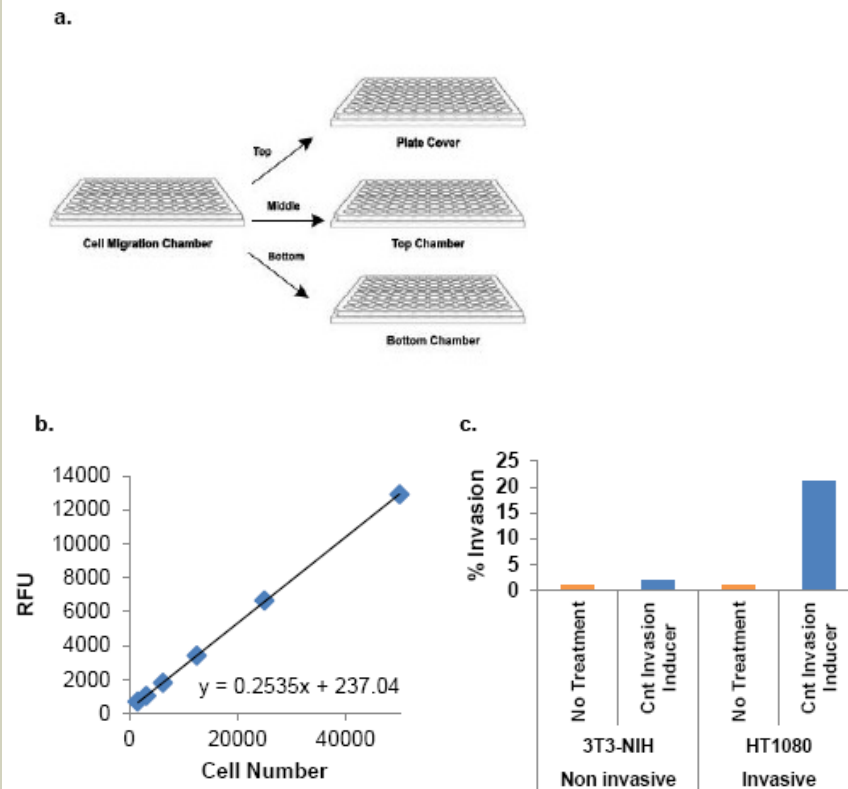 a.
Top
Plate Cover
Middle
Cell Migration Chamber
Top Chamber
Bottom
Bottom Chamber
b.
14000
12000
10000
8000
6000
4000
2000
0
RFU
y = 0.2535x + 237.04
0
20000
40000
Cell Number
c.
25
20
15
10
5
0
% Invasion
No Treatment
Cnt Invasion
Inducer
No Treatment
Cnt Invasion
Inducer
3T3-NIH
HT1080
Non invasive
Invasive